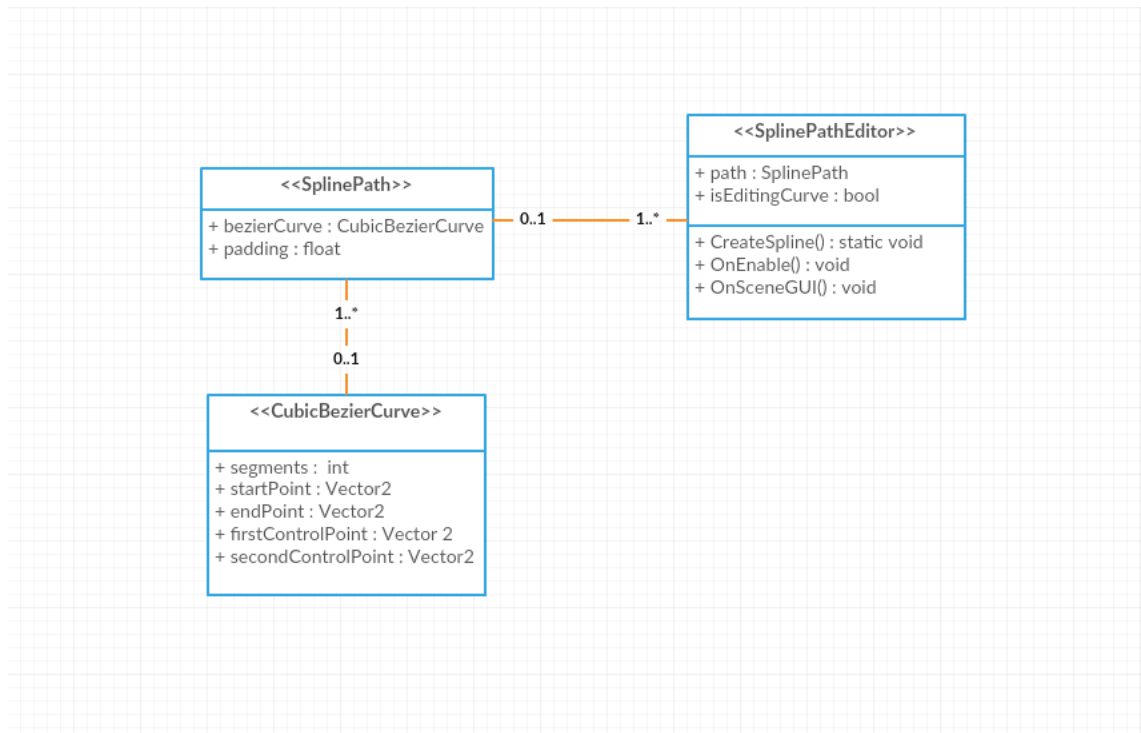 <<SplinePath>>
+ bezierCurve : CubicBezierCurve
+ padding : float
0..1
1..*
<<SplinePathEditor>>
+ path : SplinePath
+ isEditingCurve : bool
+ CreateSpline() : static void
+ OnEnable() : void
+ OnSceneGUI() : void
1..*
0..1
<<CubicBezierCurve>>
+ segments :  int
+ startPoint : Vector2
+ endPoint : Vector2
+ firstControlPoint : Vector 2
+ secondControlPoint : Vector2